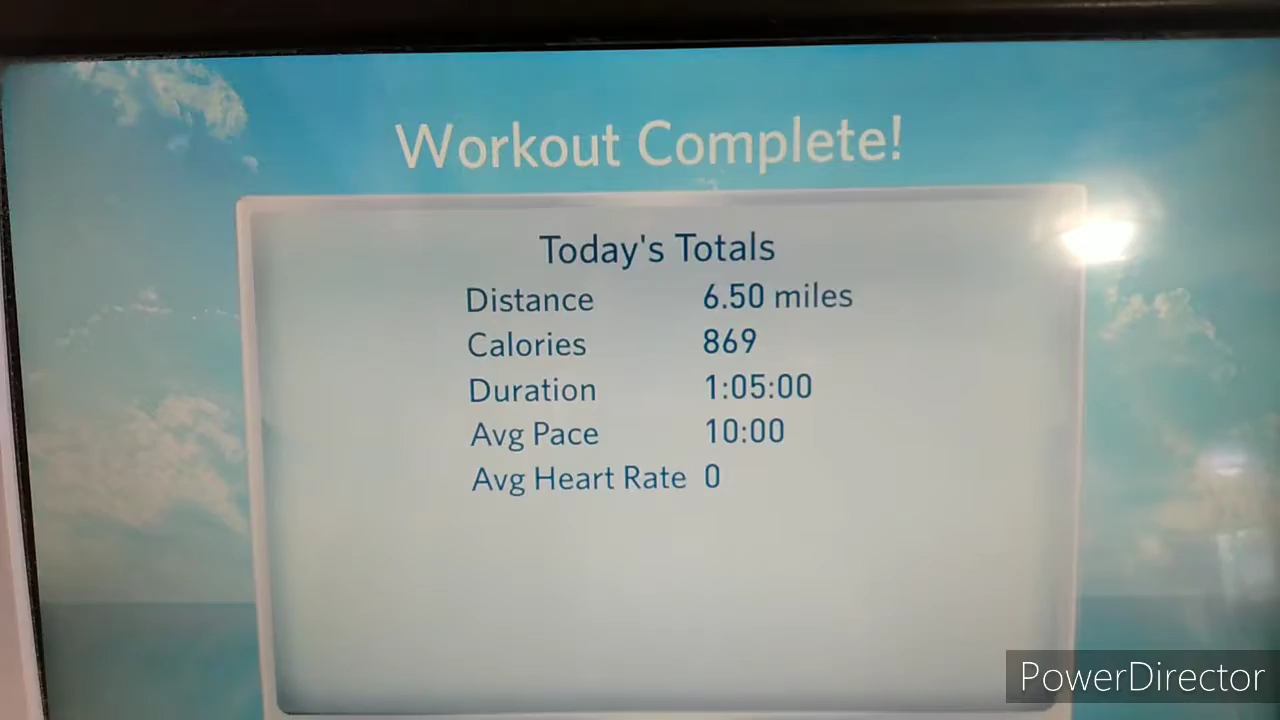 Workout Complete!
Today's Totals
Distance 6.50 miles
Calories 869
Duration 1:05:00
Avg Pace 10:00
Avg Heart Rate 0
PowerDirector